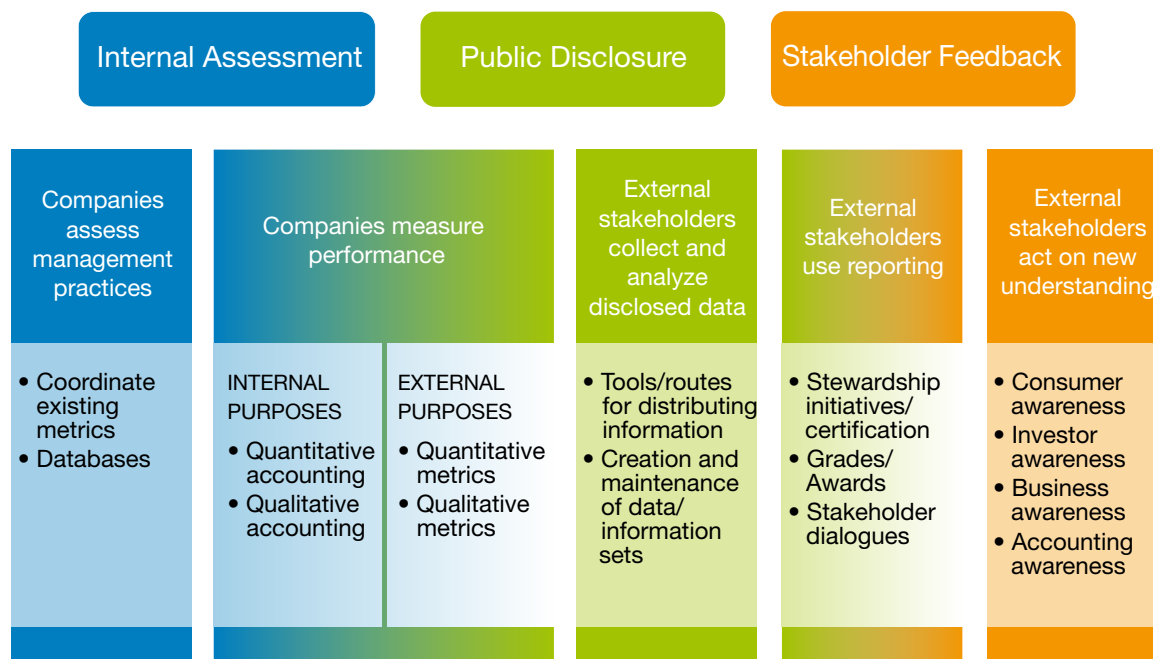 Internal Assessment
Public Disclosure
Stakeholder Feedback
Companies
assess
management
practices
Companies measure
performance
External
stakeholders
collect and
analyze
disclosed data
External
stakeholders
use reporting
External
stakeholders
act on new
understanding
• Coordinate
existing
metrics
• Databases
INTERNAL
PURPOSES
• Quantitative
accounting
• Qualitative
accounting
EXTERNAL
PURPOSES
• Quantitative
metrics
• Qualitative
metrics
• Tools/routes
for distributing
information
• Creation and
maintenance
of data/
information
sets
• Stewardship
initiatives/
certification
• Grades/
Awards
• Stakeholder
dialogues
• Consumer
awareness
• Investor
awareness
• Business
awareness
• Accounting
awareness